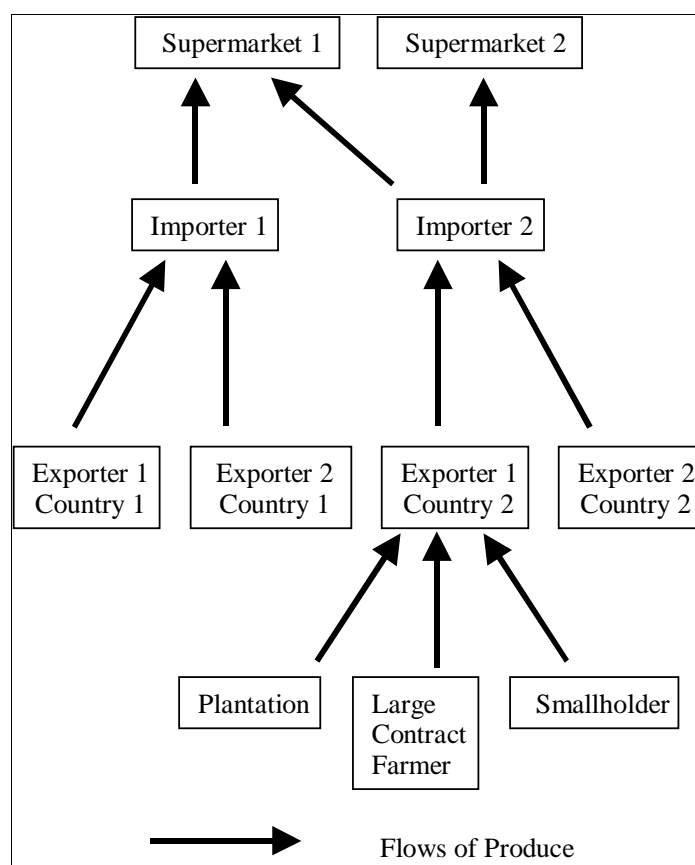 Supermarket 1
Supermarket 2
Importer 1
Importer 2
Exporter 1
Country 1
Exporter 2
Country 1
Exporter 1
Country 2
Exporter 2
Country 2
Plantation
Large
Contract
Farmer
Smallholder
Flows of Produce